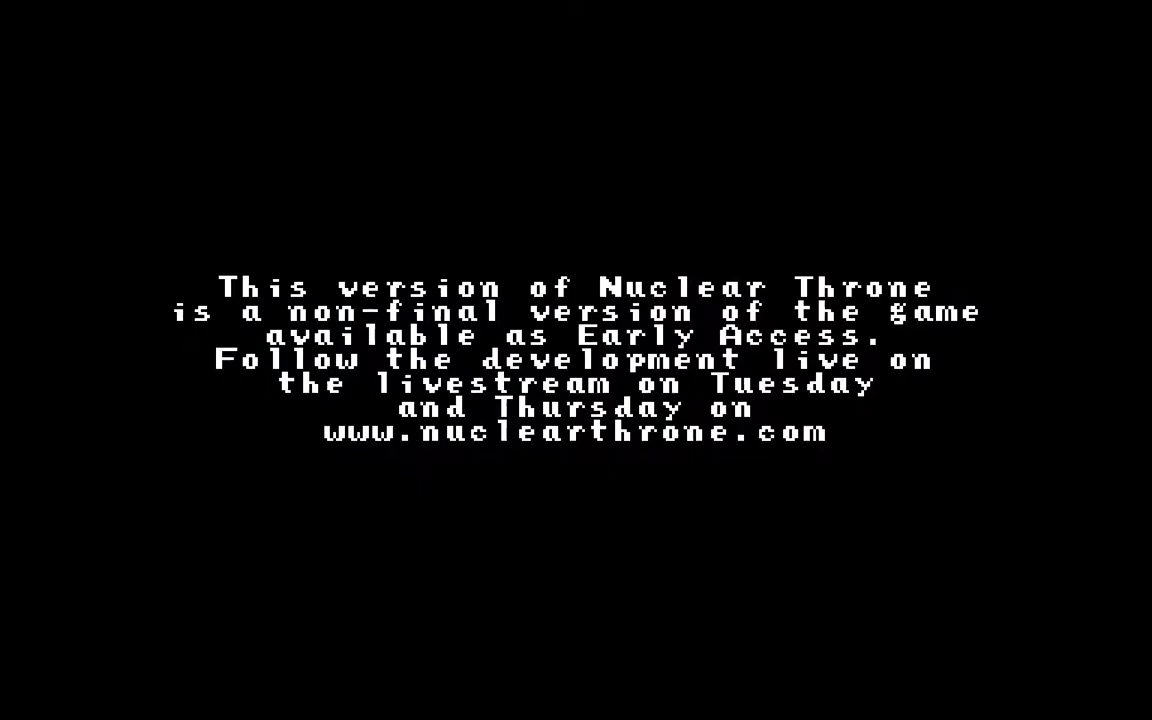 This version of Nuclear Throne
is a non-final version of the game
available as Early Access.
Follow the development live on
the livestream on Tuesday
and Thursday on
www.nuclearthrone.com